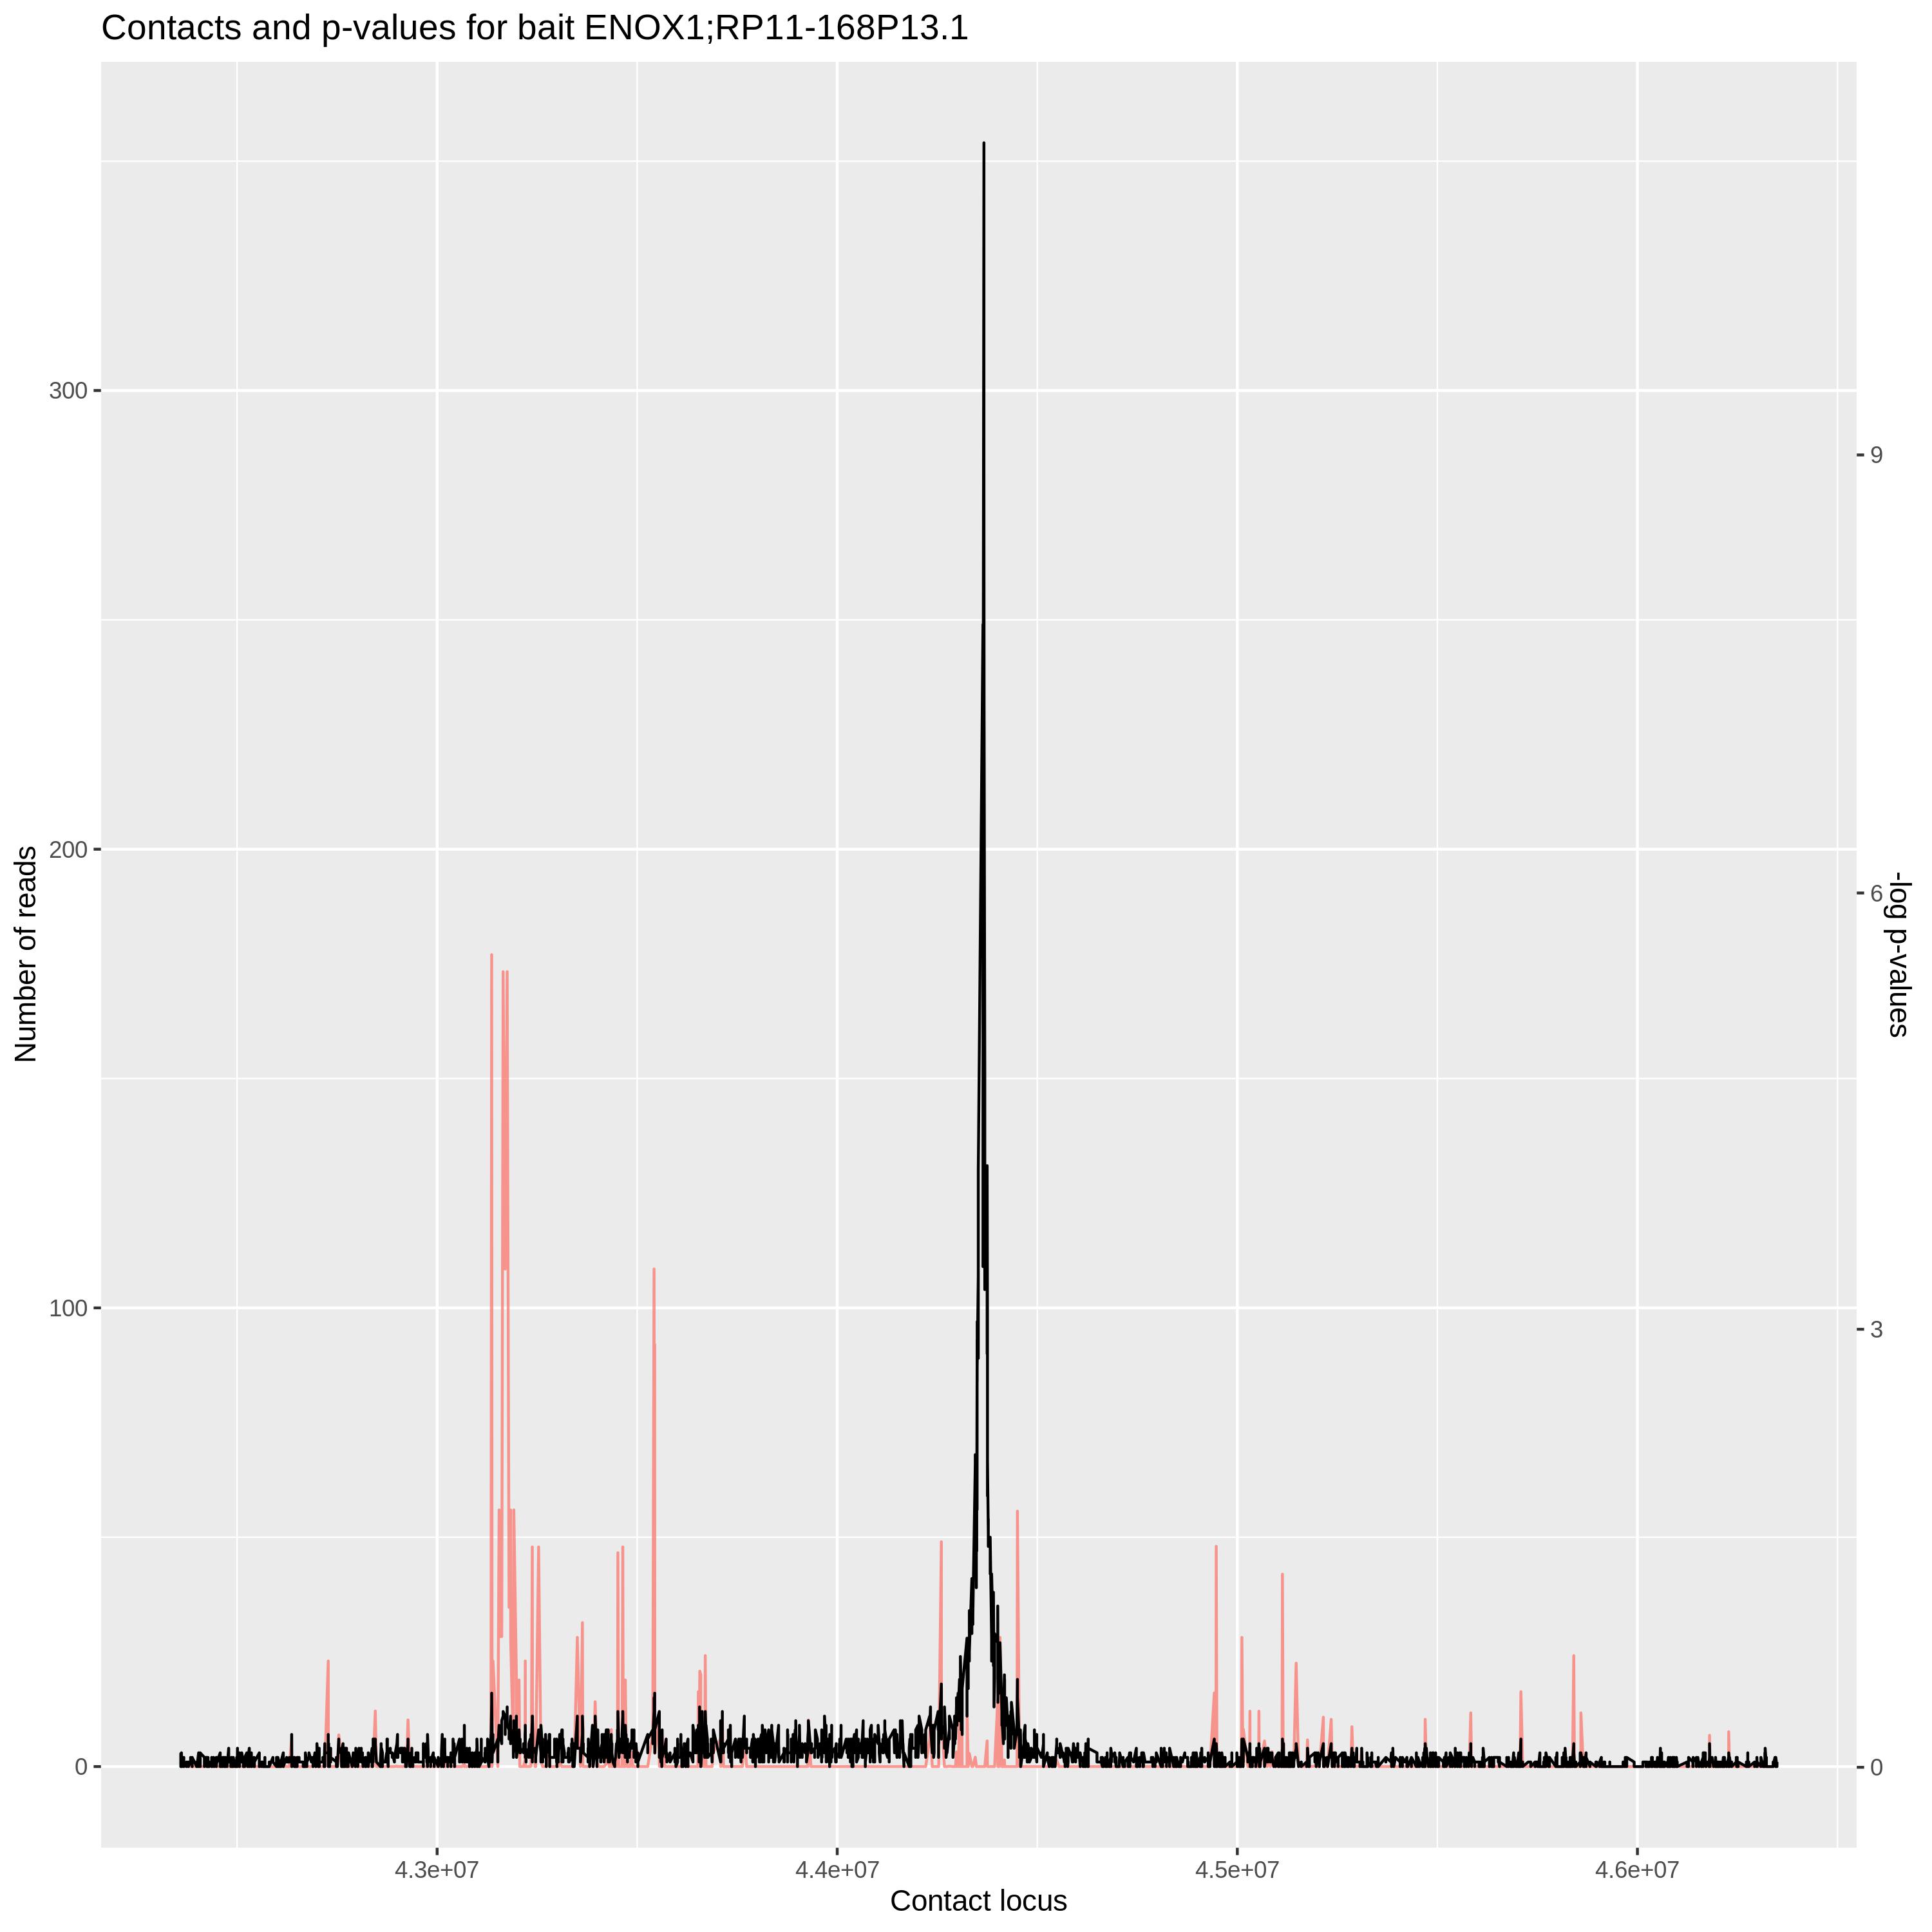 Contacts and p-values for bait ENOX1;RP11-168P13.1
Number of reads
300
200
100
0
9
6
3
0
-log p-values
4.3e+07
4.4e+07
4.5e+07
4.6e+07
Contact locus